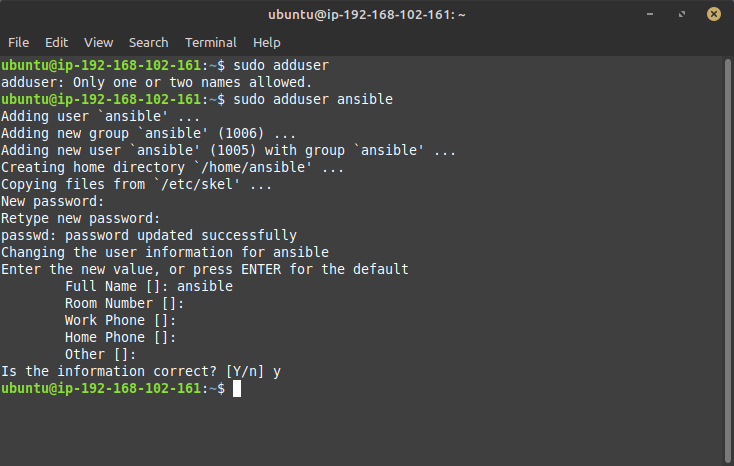 ubuntu@ip-192-168-102-161: ~
File Edit View Search Terminal Help
ubuntu@ip-192-168-102-161:~$ sudo adduser
adduser: Only one or two names allowed.
ubuntu@ip-192-168-102-161:~$ sudo adduser ansible
Adding user `ansible' ...
Adding new group `ansible' (1006) ...
Adding new user `ansible' (1005) with group `ansible' ...
Creating home directory `/home/ansible' ...
Copying files from `/etc/skel' ...
New password:
Retype new password:
passwd: password updated successfully
Changing the user information for ansible
Enter the new value, or press ENTER for the default
        Full Name []: ansible
        Room Number []:
        Work Phone []:
        Home Phone []:
        Other []:
Is the information correct? [Y/n] y
ubuntu@ip-192-168-102-161:~$